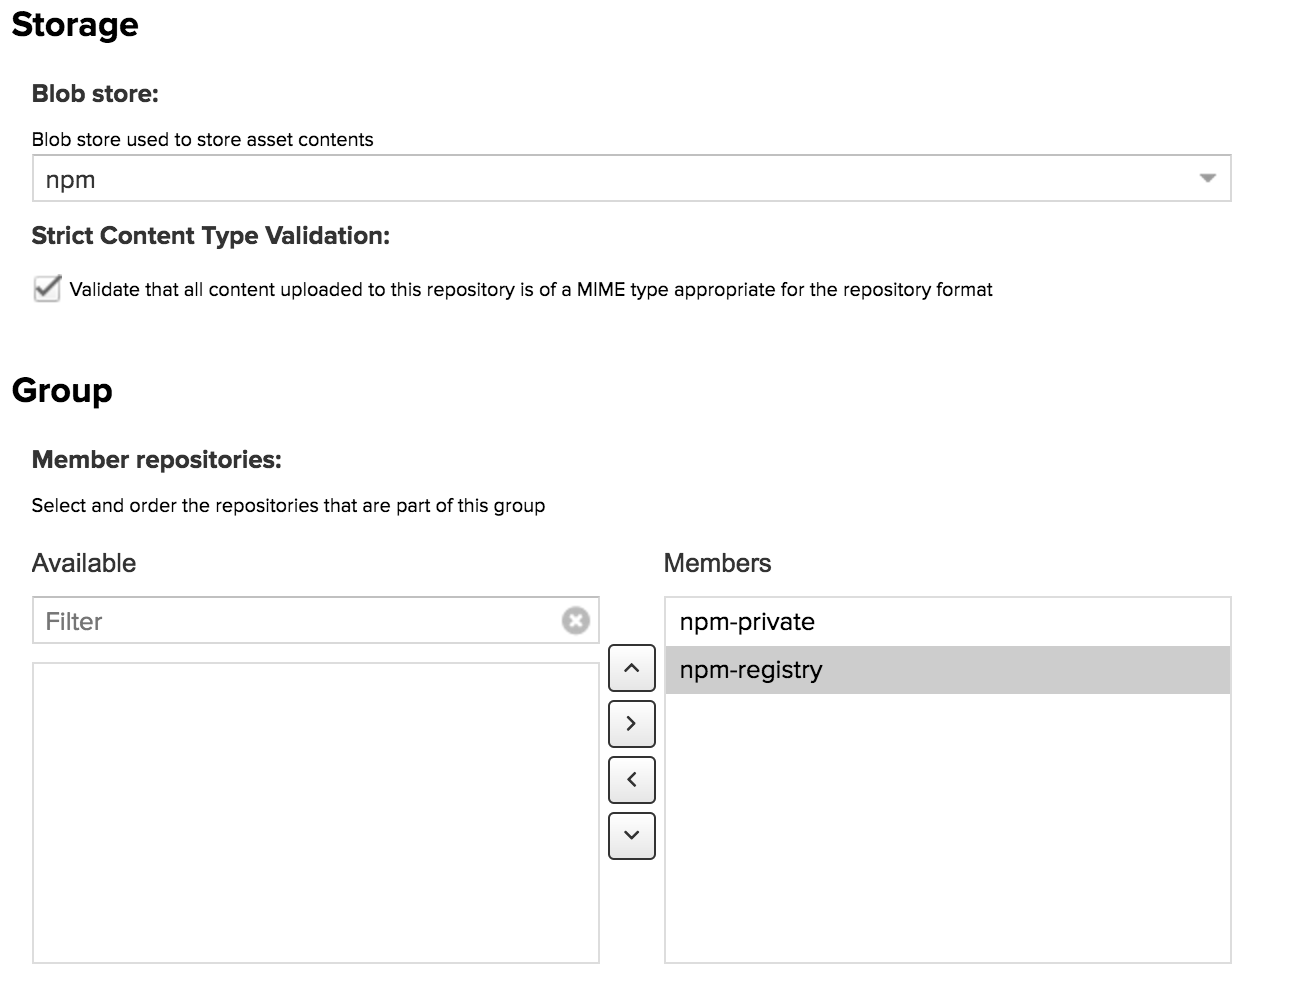 Storage
Blob store:
Blob store used to store asset contents
npm
Strict Content Type Validation:
Validate that all content uploaded to this repository is of a MIME type appropriate for the repository format
Group
Member repositories:
Select and order the repositories that are part of this group
Available
Members
Filter
npm-private
npm-registry